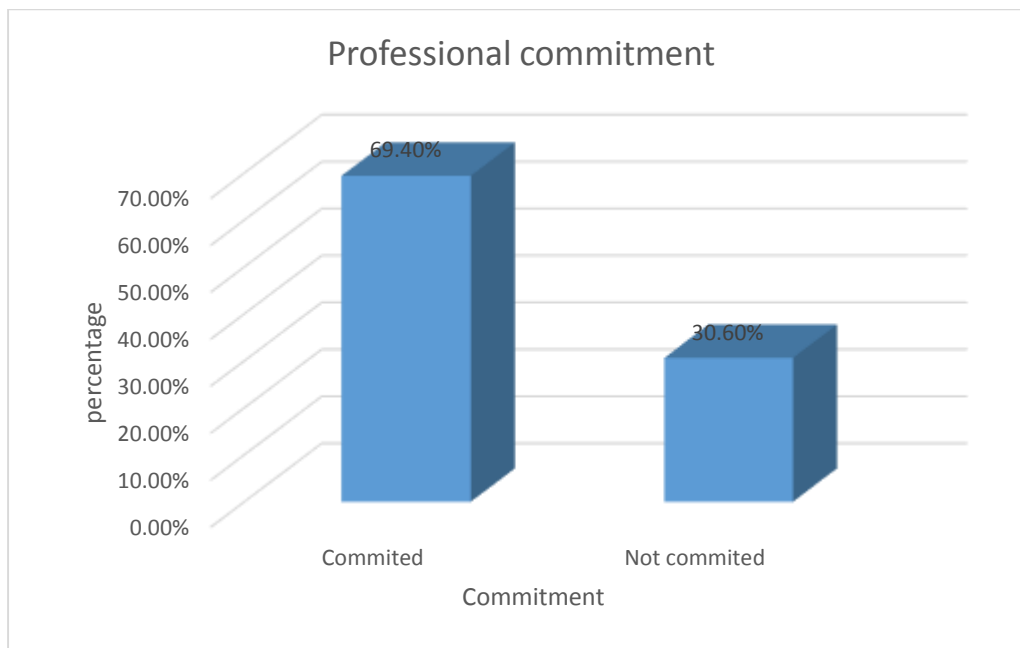 Professional commitment
69.40%
30.60%
70.00%
60.00%
50.00%
40.00%
30.00%
20.00%
10.00%
0.00%
percentage
Commited
Not commited
Commitment